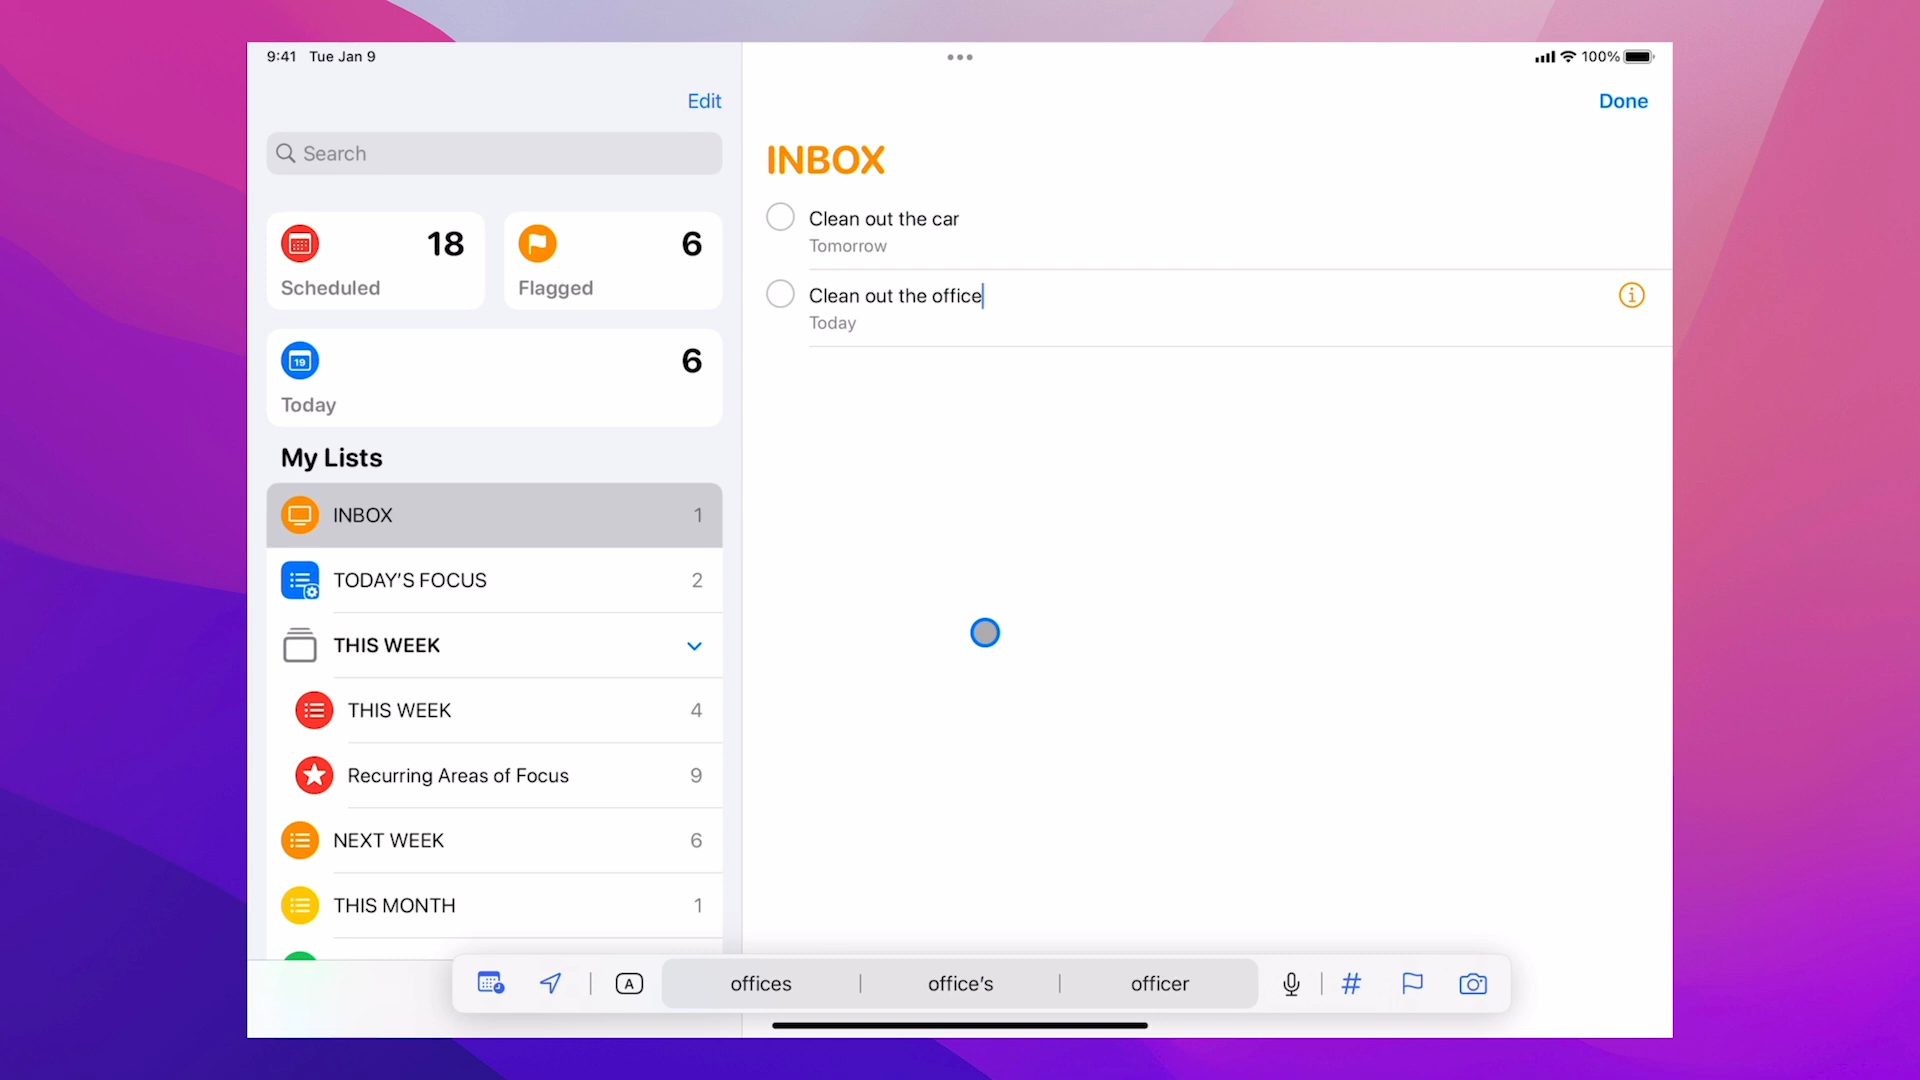 9:41 Tue Jan 9
100%
Edit
Done
Search
18
Scheduled
6
Flagged
19
6
Today
My Lists
INBOX 1
TODAY'S FOCUS 2
THIS WEEK
THIS WEEK 4
Recurring Areas of Focus 9
NEXT WEEK 6
THIS MONTH 1
INBOX
Clean out the car
Tomorrow
Clean out the office
Today
A offices office's officer #